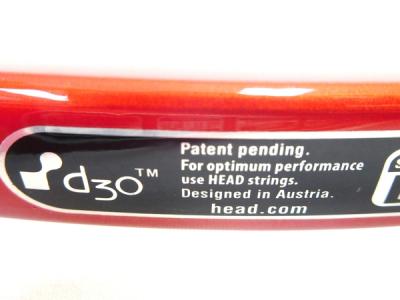 d3o™
Patent pending.
For optimum performance
use HEAD strings.
Designed in Austria.
head.com